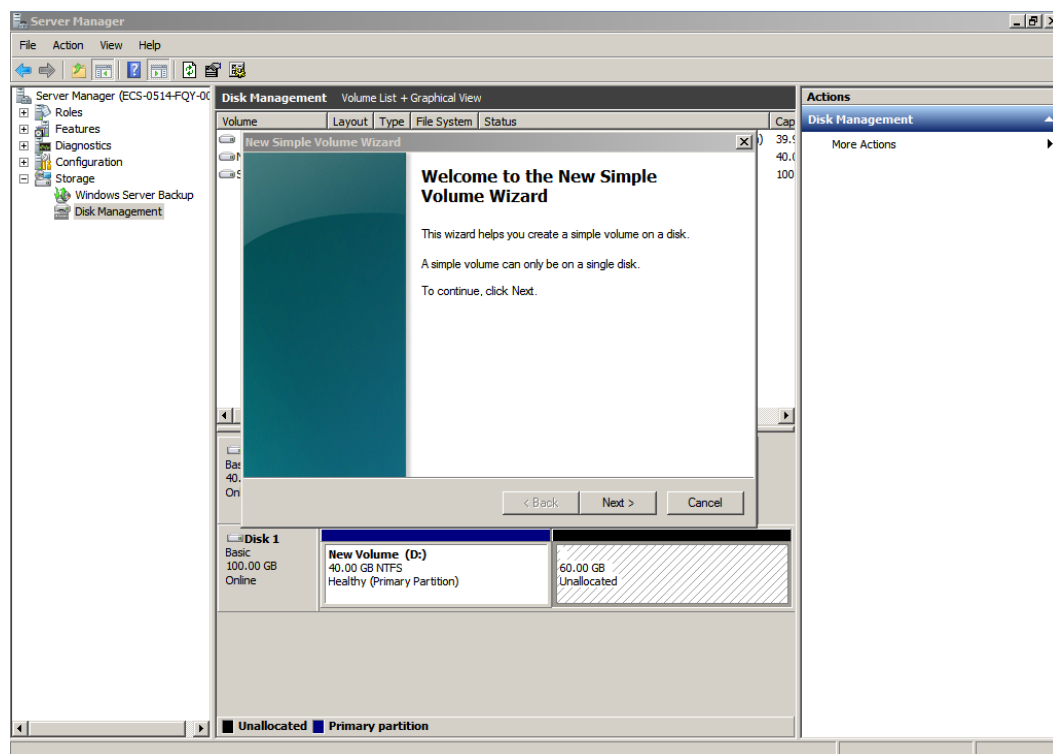 Server Manager
File Action View Help
Server Manager (ECS-0514-FQY-00
Roles
Features
Diagnostics
Configuration
Storage
Windows Server Backup
Disk Management
Disk Management Volume List + Graphical View
Volume Layout Type File System Status Cap
39.9
40.0
100
New Simple Volume Wizard
Welcome to the New Simple
Volume Wizard
This wizard helps you create a simple volume on a disk.
A simple volume can only be on a single disk.
To continue, click Next.
< Back Next > Cancel
Bas
40.
On
Disk 1
Basic
100.00 GB
Online
New Volume (D:)
40.00 GB NTFS
Healthy (Primary Partition)
60.00 GB
Unallocated
Unallocated Primary partition
Actions
Disk Management
More Actions